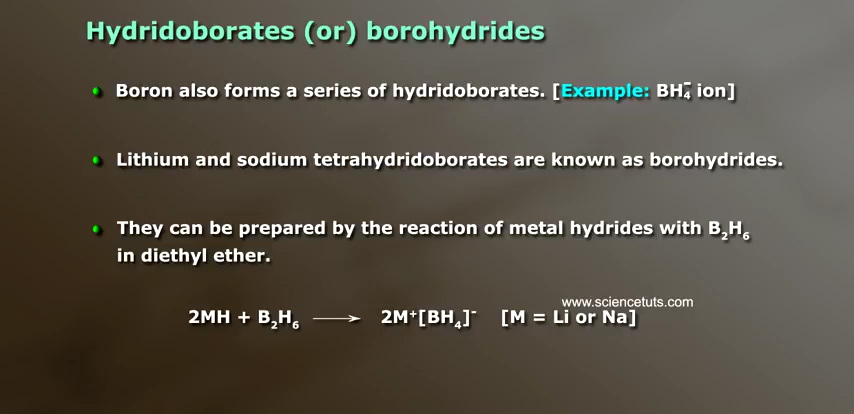 Hydridoborates (or) borohydrides
Boron also forms a series of hydridoborates. [Example: BH₄⁻ ion]
Lithium and sodium tetrahydridoborates are known as borohydrides.
They can be prepared by the reaction of metal hydrides with B₂H₆
in diethyl ether.
www.sciencetuts.com
2MH + B₂H₆ ⟶ 2M⁺[BH₄]⁻ [M = Li or Na]